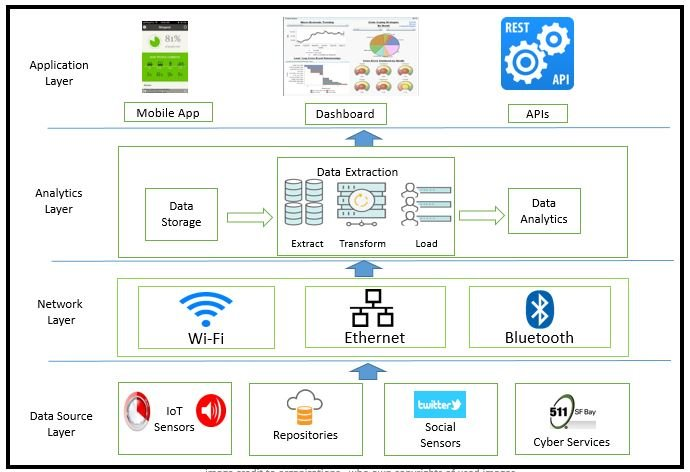 Application
Layer
81%
REST
API
Mobile App
Dashboard
APIs
Analytics
Layer
Data
Storage
Data Extraction
Extract
Transform
Load
Data
Analytics
Network
Layer
Wi-Fi
Ethernet
Bluetooth
Data Source
Layer
IoT
Sensors
Repositories
twitter
Social
Sensors
511 SF Bay
Cyber Services